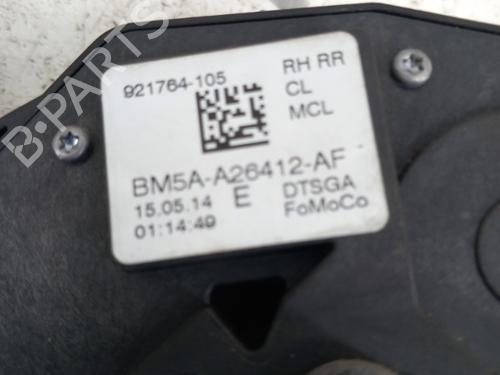 B-PARTS
921764-105 RH RR
CL
MCL
BM5A-A26412-AF
15.05.14 E DTSGA
01:14:49 FoMoCo